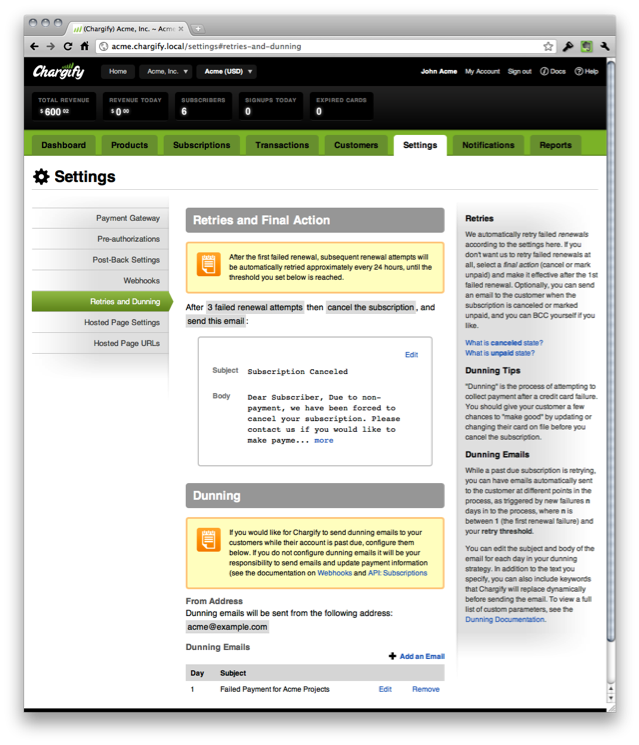 (Chargify) Acme, Inc. – Acm
acme.chargify.local/settings#retries-and-dunning
Chargify
Home
Acme, Inc. ▼
Acme (USD) ▼
John Acme My Account Sign out Docs Help
TOTAL REVENUE
$600.02
REVENUE TODAY
$0.00
SUBSCRIBERS
6
SIGNUPS TODAY
0
EXPIRED CARDS
0
Dashboard
Products
Subscriptions
Transactions
Customers
Settings
Notifications
Reports
Settings
Payment Gateway
Pre-authorizations
Post-Back Settings
Webhooks
Retries and Dunning
Hosted Page Settings
Hosted Page URLs
Retries and Final Action
After the first failed renewal, subsequent renewal attempts will
be automatically retried approximately every 24 hours, until the
threshold you set below is reached.
After 3 failed renewal attempts then cancel the subscription, and
send this email:
Edit
Subject Subscription Canceled
Body Dear Subscriber, Due to non-
payment, we have been forced to
cancel your subscription. Please
contact us if you would like to
make payme... more
Dunning
If you would like for Chargify to send dunning emails to your
customers while their account is past due, configure them
below. If you do not configure dunning emails it will be your
responsibility to send emails and update payment information
(see the documentation on Webhooks and API: Subscriptions
From Address
Dunning emails will be sent from the following address:
acme@example.com
Dunning Emails
Add an Email
Day Subject
1 Failed Payment for Acme Projects Edit Remove
Retries
We automatically retry failed renewals
according to the settings here. If you
don't want us to retry failed renewals at
all, select a final action (cancel or mark
unpaid) and make it effective after the 1st
failed renewal. Optionally, you can send
an email to the customer when the
subscription is canceled or marked
unpaid, and you can BCC yourself if you
like.
What is canceled state?
What is unpaid state?
Dunning Tips
"Dunning" is the process of attempting to
collect payment after a credit card failure.
You should give your customer a few
chances to "make good" by updating or
changing their card on file before you
cancel the subscription.
Dunning Emails
While a past due subscription is retrying,
you can have emails automatically sent
to the customer at different points in the
process, as triggered by new failures n
days in to the process, where n is
between 1 (the first renewal failure) and
your retry threshold.
You can edit the subject and body of the
email for each day in your dunning
strategy. In addition to the text you
specify, you can also include keywords
that Chargify will replace dynamically
before sending the email. To view a full
list of custom parameters, see the
Dunning Documentation.